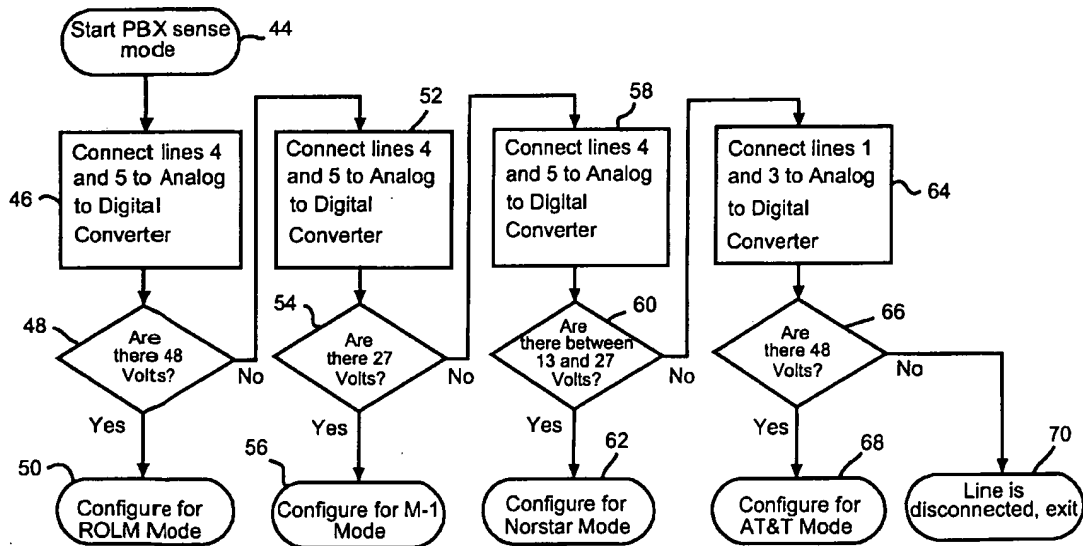 Start PBX sense
mode
44
46
Connect lines 4
and 5 to Analog
to Digital
Converter
52
Connect lines 4
and 5 to Analog
to Digital
Converter
58
Connect lines 4
and 5 to Analog
to Digital
Converter
64
Connect lines 1
and 3 to Analog
to Digital
Converter
48
Are
there 48
Volts?
No
Yes
54
Are
there 27
Volts?
No
Yes
60
Are
there between
13 and 27
Volts?
No
Yes
66
Are
there 48
Volts?
No
Yes
50
Configure for
ROLM Mode
56
Configure for M-1
Mode
62
Configure for
Norstar Mode
68
Configure for
AT&T Mode
70
Line is
disconnected, exit